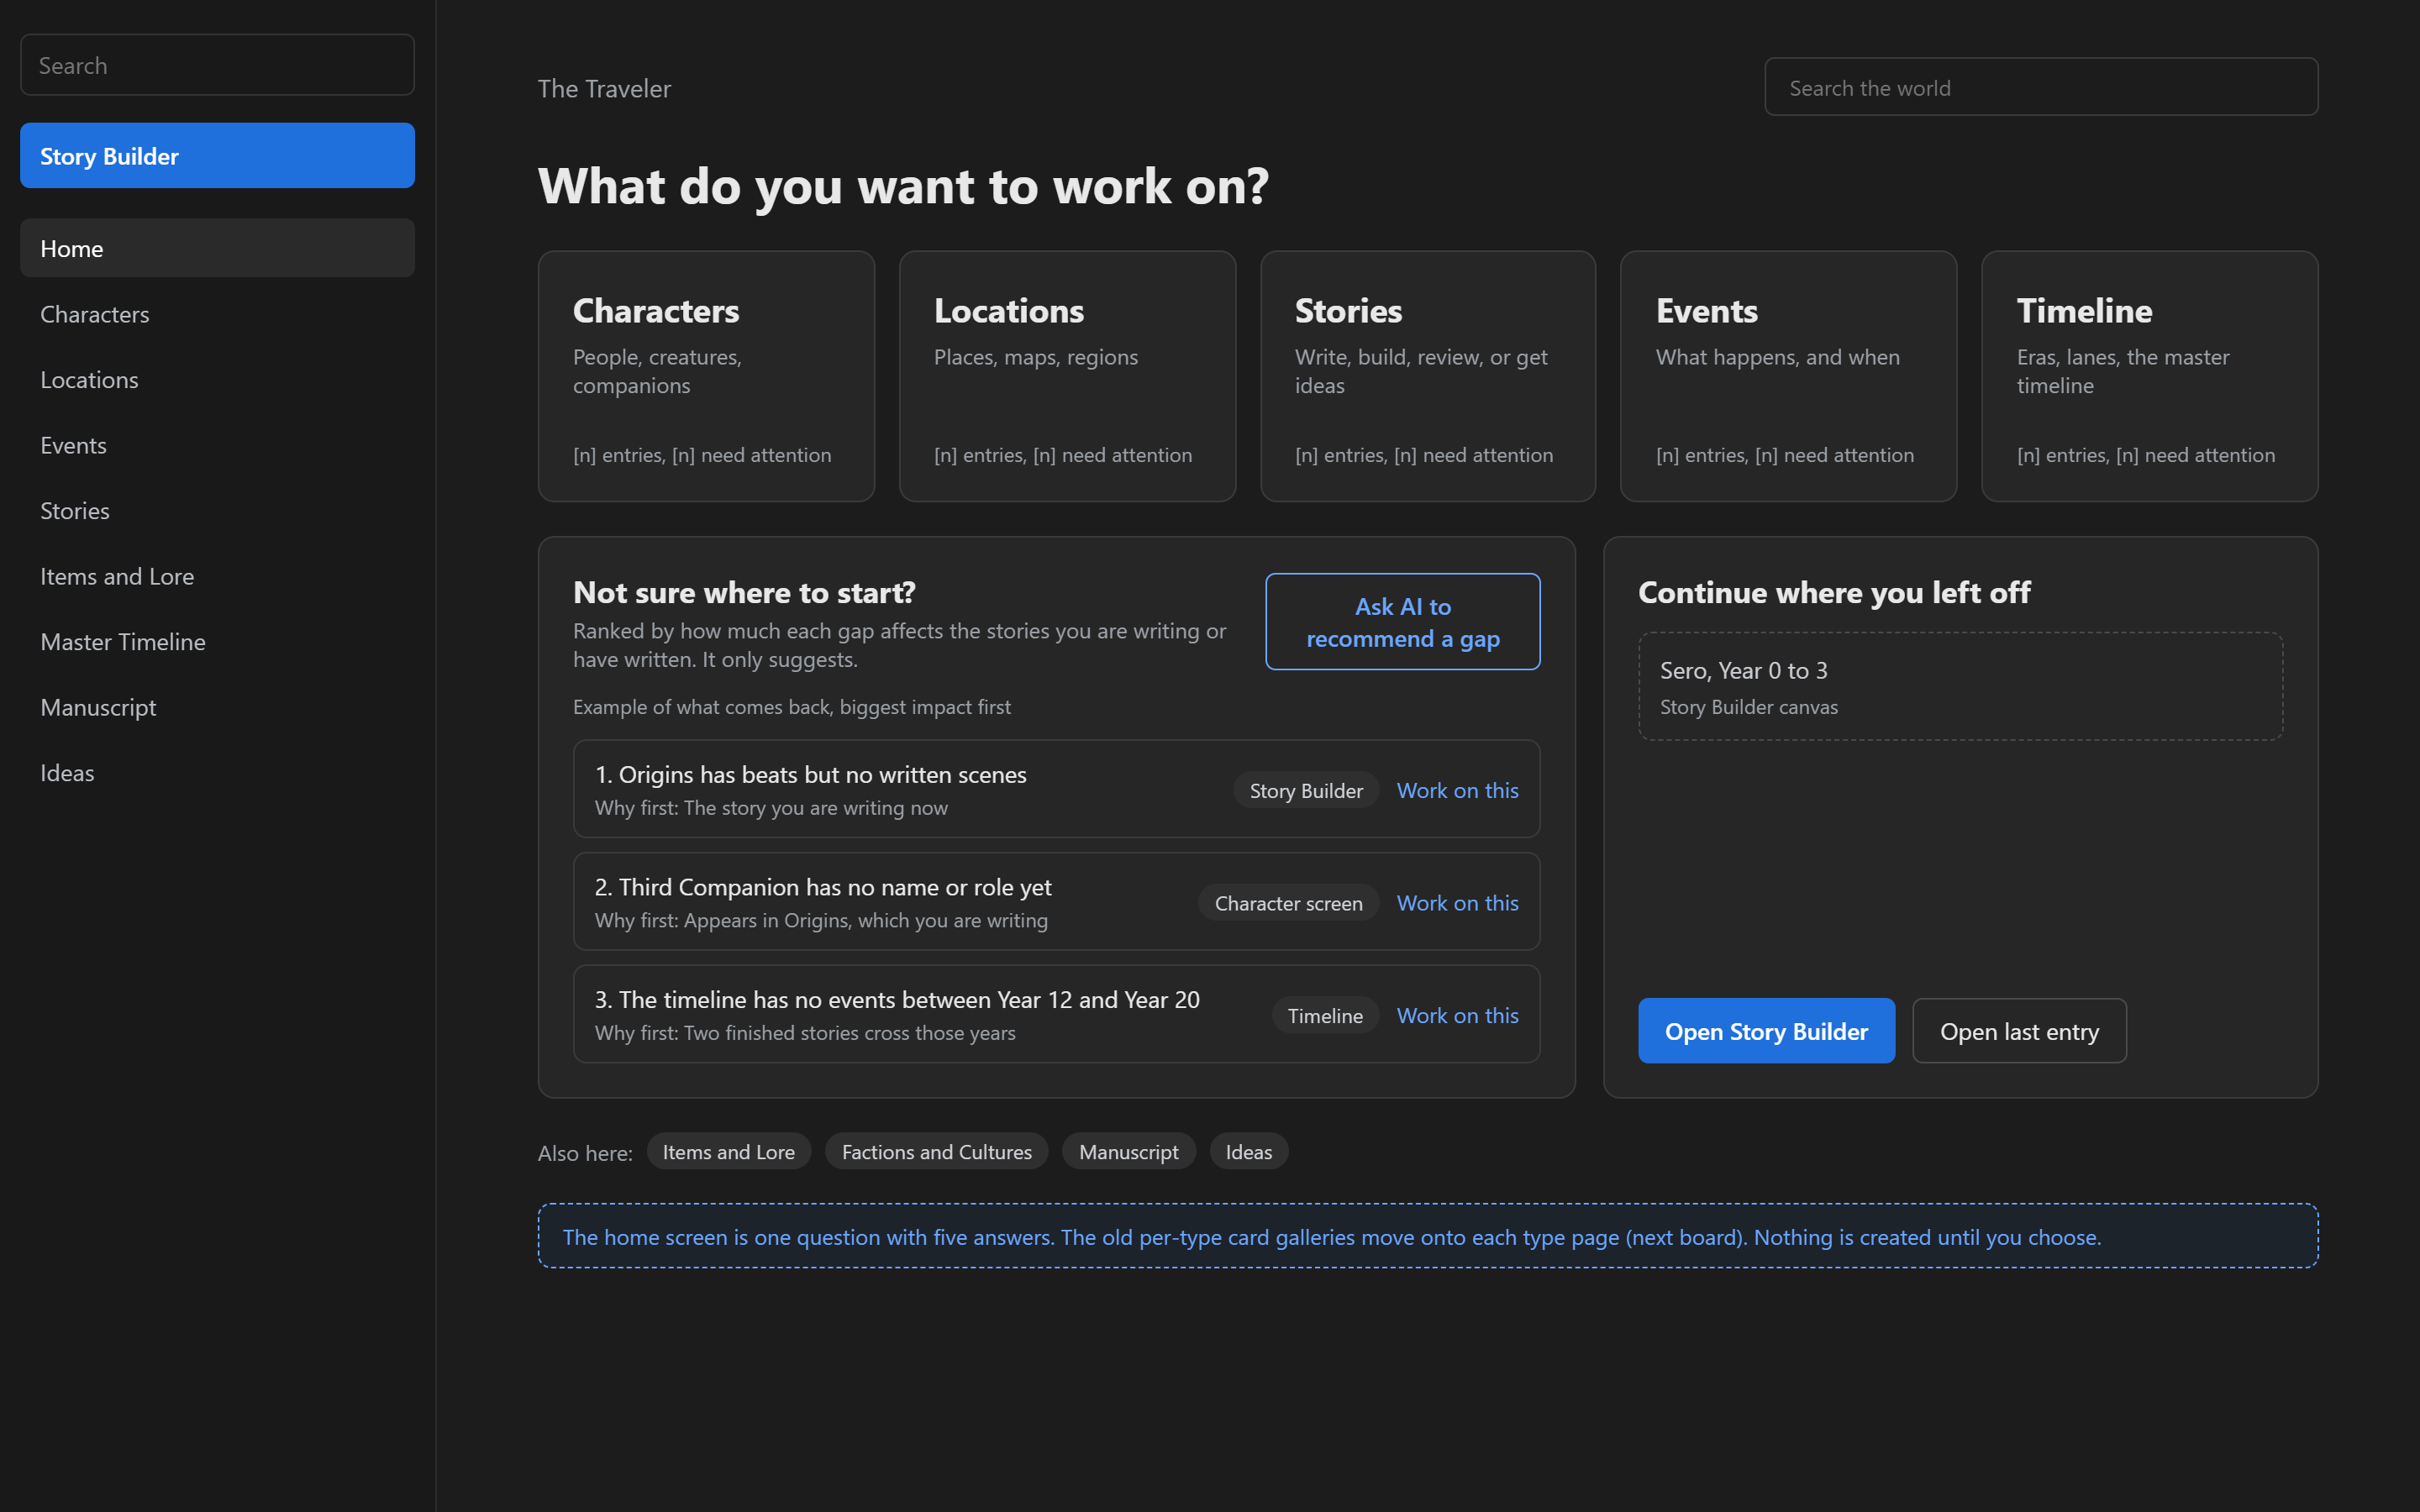 Search
Story Builder
Home
Characters
Locations
Events
Stories
Items and Lore
Master Timeline
Manuscript
Ideas
The Traveler
Search the world
What do you want to work on?
Characters
People, creatures,
companions
[n] entries, [n] need attention
Locations
Places, maps, regions
[n] entries, [n] need attention
Stories
Write, build, review, or get
ideas
[n] entries, [n] need attention
Events
What happens, and when
[n] entries, [n] need attention
Timeline
Eras, lanes, the master
timeline
[n] entries, [n] need attention
Not sure where to start?
Ranked by how much each gap affects the stories you are writing or
have written. It only suggests.
Ask AI to
recommend a gap
Example of what comes back, biggest impact first
1. Origins has beats but no written scenes
Why first: The story you are writing now
Story Builder
Work on this
2. Third Companion has no name or role yet
Why first: Appears in Origins, which you are writing
Character screen
Work on this
3. The timeline has no events between Year 12 and Year 20
Why first: Two finished stories cross those years
Timeline
Work on this
Continue where you left off
Sero, Year 0 to 3
Story Builder canvas
Open Story Builder
Open last entry
Also here:
Items and Lore
Factions and Cultures
Manuscript
Ideas
The home screen is one question with five answers. The old per-type card galleries move onto each type page (next board). Nothing is created until you choose.